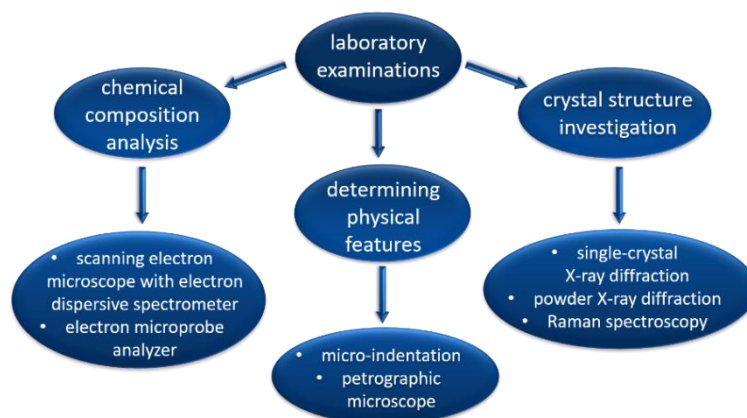 laboratory
examinations
chemical
composition
analysis
crystal structure
investigation
determining
physical
features
• scanning electron
microscope with electron
dispersive spectrometer
• electron microprobe
analyzer
• single-crystal
X-ray diffraction
• powder X-ray diffraction
• Raman spectroscopy
• micro-indentation
• petrographic
microscope